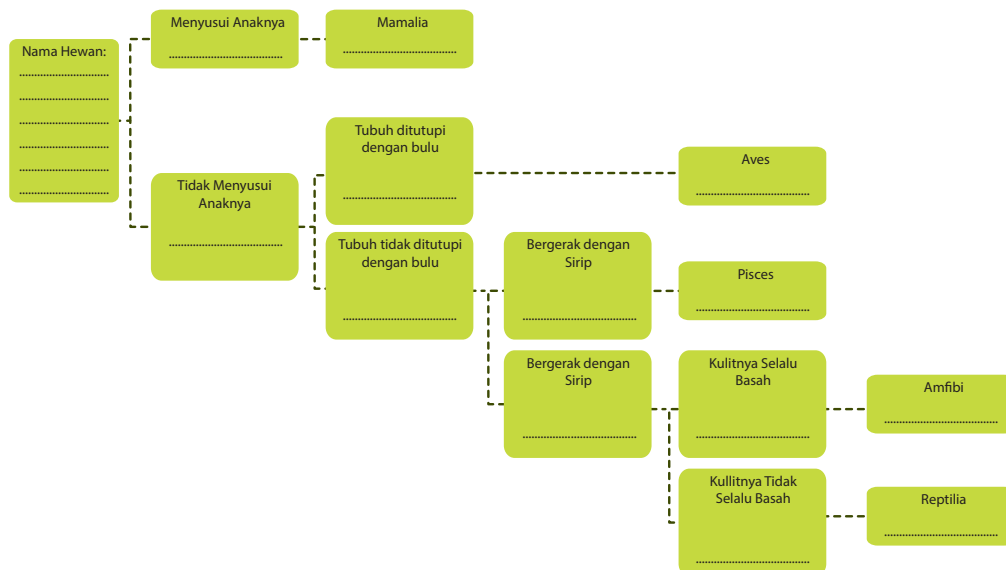 Nama Hewan:
Menyusui Anaknya
Mamalia
Tidak Menyusui
Anaknya
Tubuh ditutupi
dengan bulu
Aves
Tubuh tidak ditutupi
dengan bulu
Bergerak dengan
Sirip
Pisces
Bergerak dengan
Sirip
Kulitnya Selalu
Basah
Amfibi
Kullitnya Tidak
Selalu Basah
Reptilia